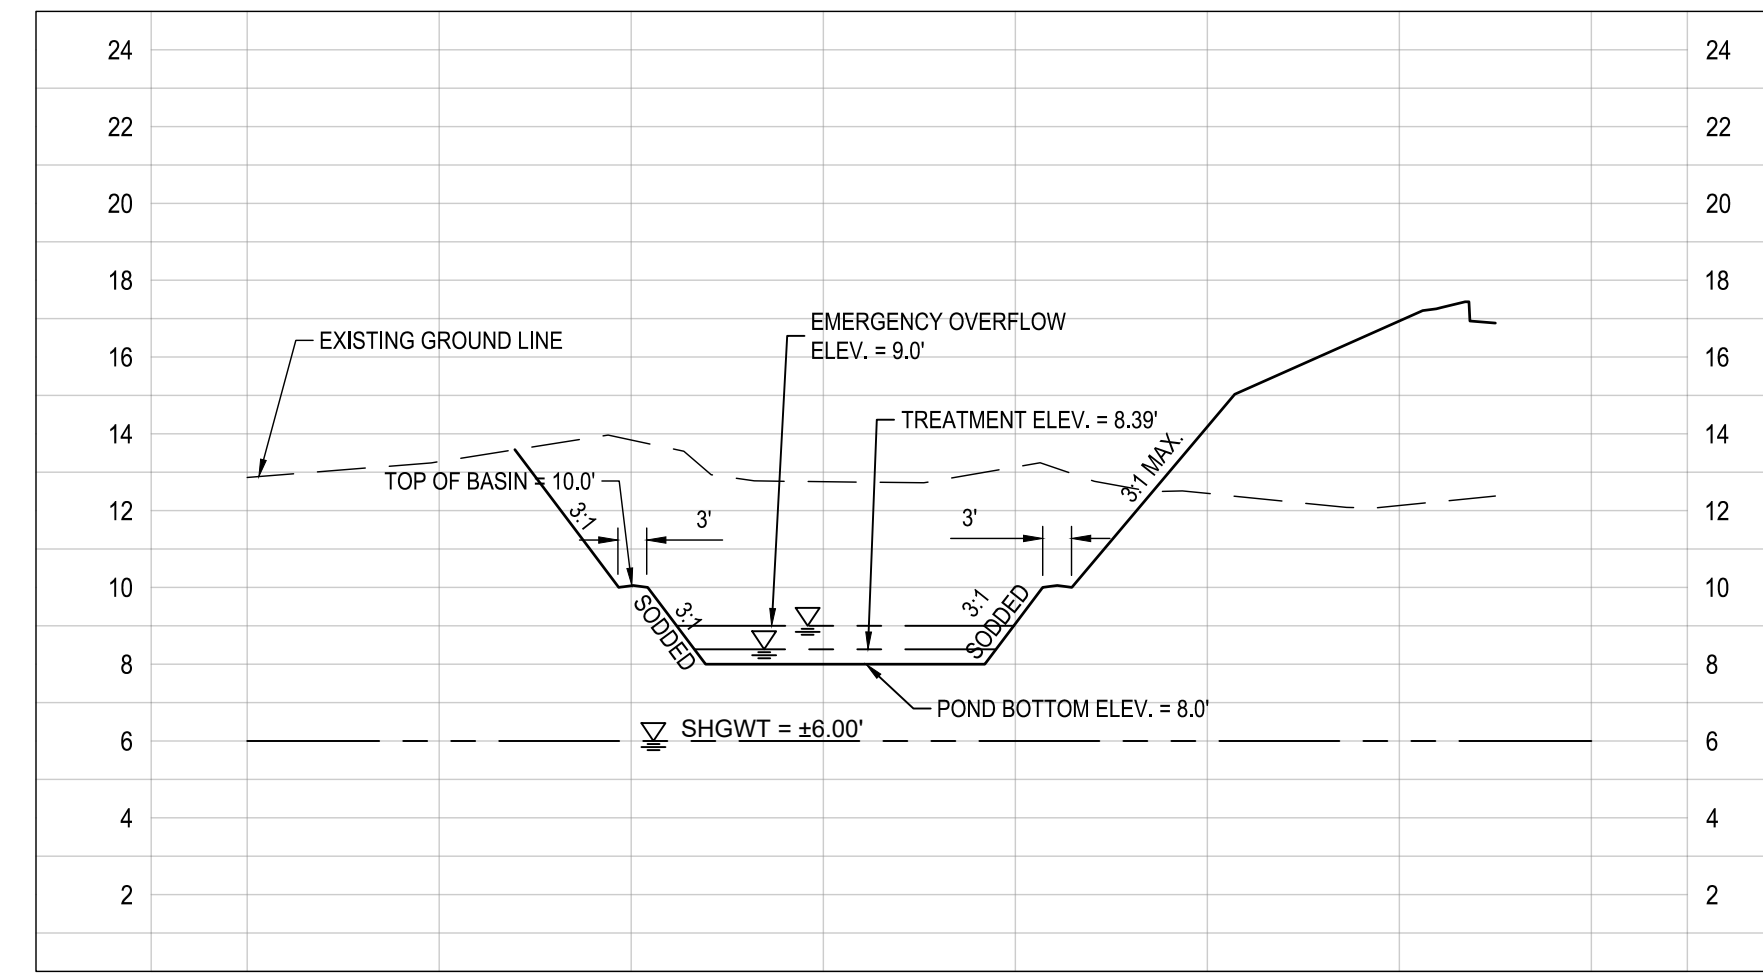 24 24
22 22
20 20
18 18
EMERGENCY OVERFLOW
EXISTING GROUND LINE
ELEV. = 9.0'
16 16
TREATMENT ELEV. = 8.39'
14 14
3:1 MAX.
TOP OF BASIN = 10.0'
12 12
3:1
3'
3'
10 10
SODDED
3:1
3:1
SODDED
8 8
POND BOTTOM ELEV. = 8.0'
SHGWT = ±6.00'
6 6
4 4
2 2